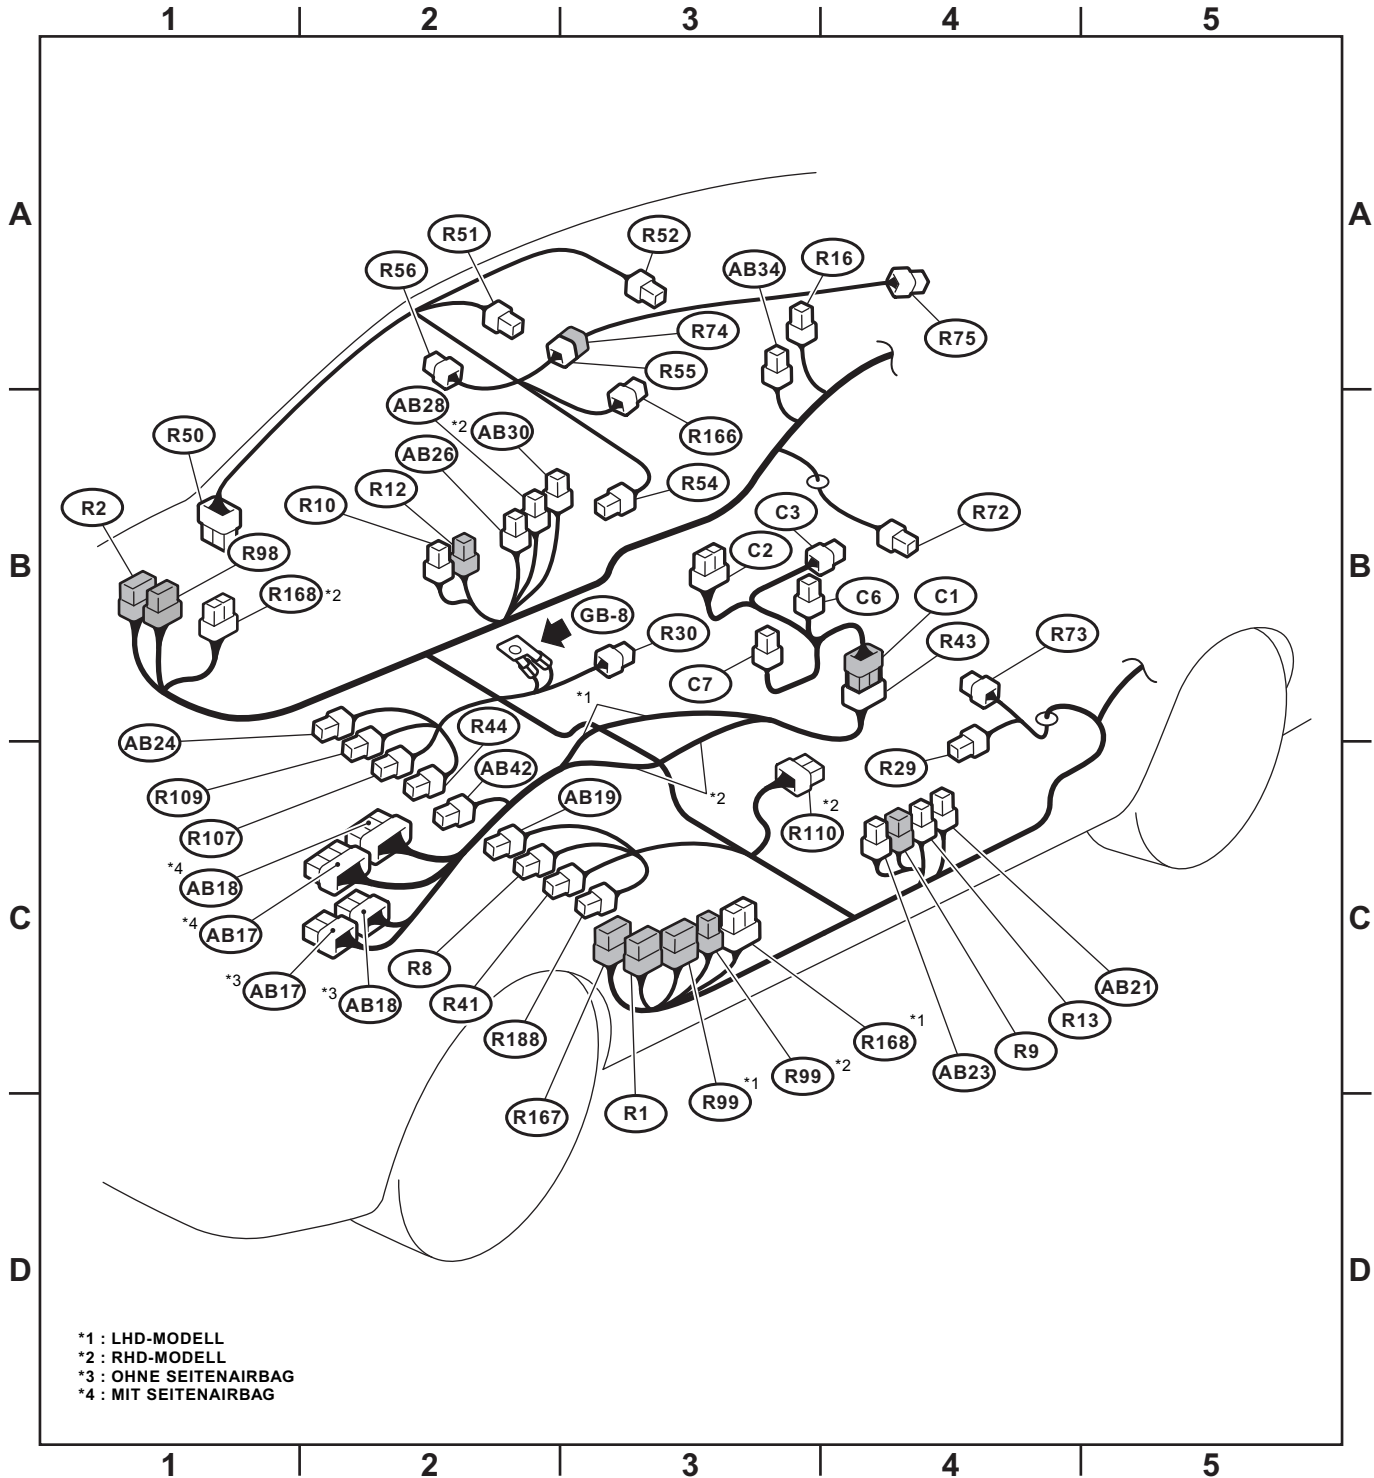 1 2 3 4 5
A A
R51 R52
R56 AB34 R16
R74 R75
R55
AB28 *2 AB30 R166
R50
AB26
R12 R54
R10
R2 C3 R72
R98 C2
B B
R168 *2 C6 C1
GB-8
R30 R43 R73
C7
*1
AB24 R44
R29
AB42
R109 AB19
*2 *2
R107 R110
*4
AB18
C C
*4 AB17
R8
*3 AB17 *3 AB18 R41 AB21
R13
R188 R168 *1 R9
R99 *2 AB23
R167 R1 R99 *1
D D
*1 : LHD-MODELL
*2 : RHD-MODELL
*3 : OHNE SEITENAIRBAG
*4 : MIT SEITENAIRBAG
1 2 3 4 5